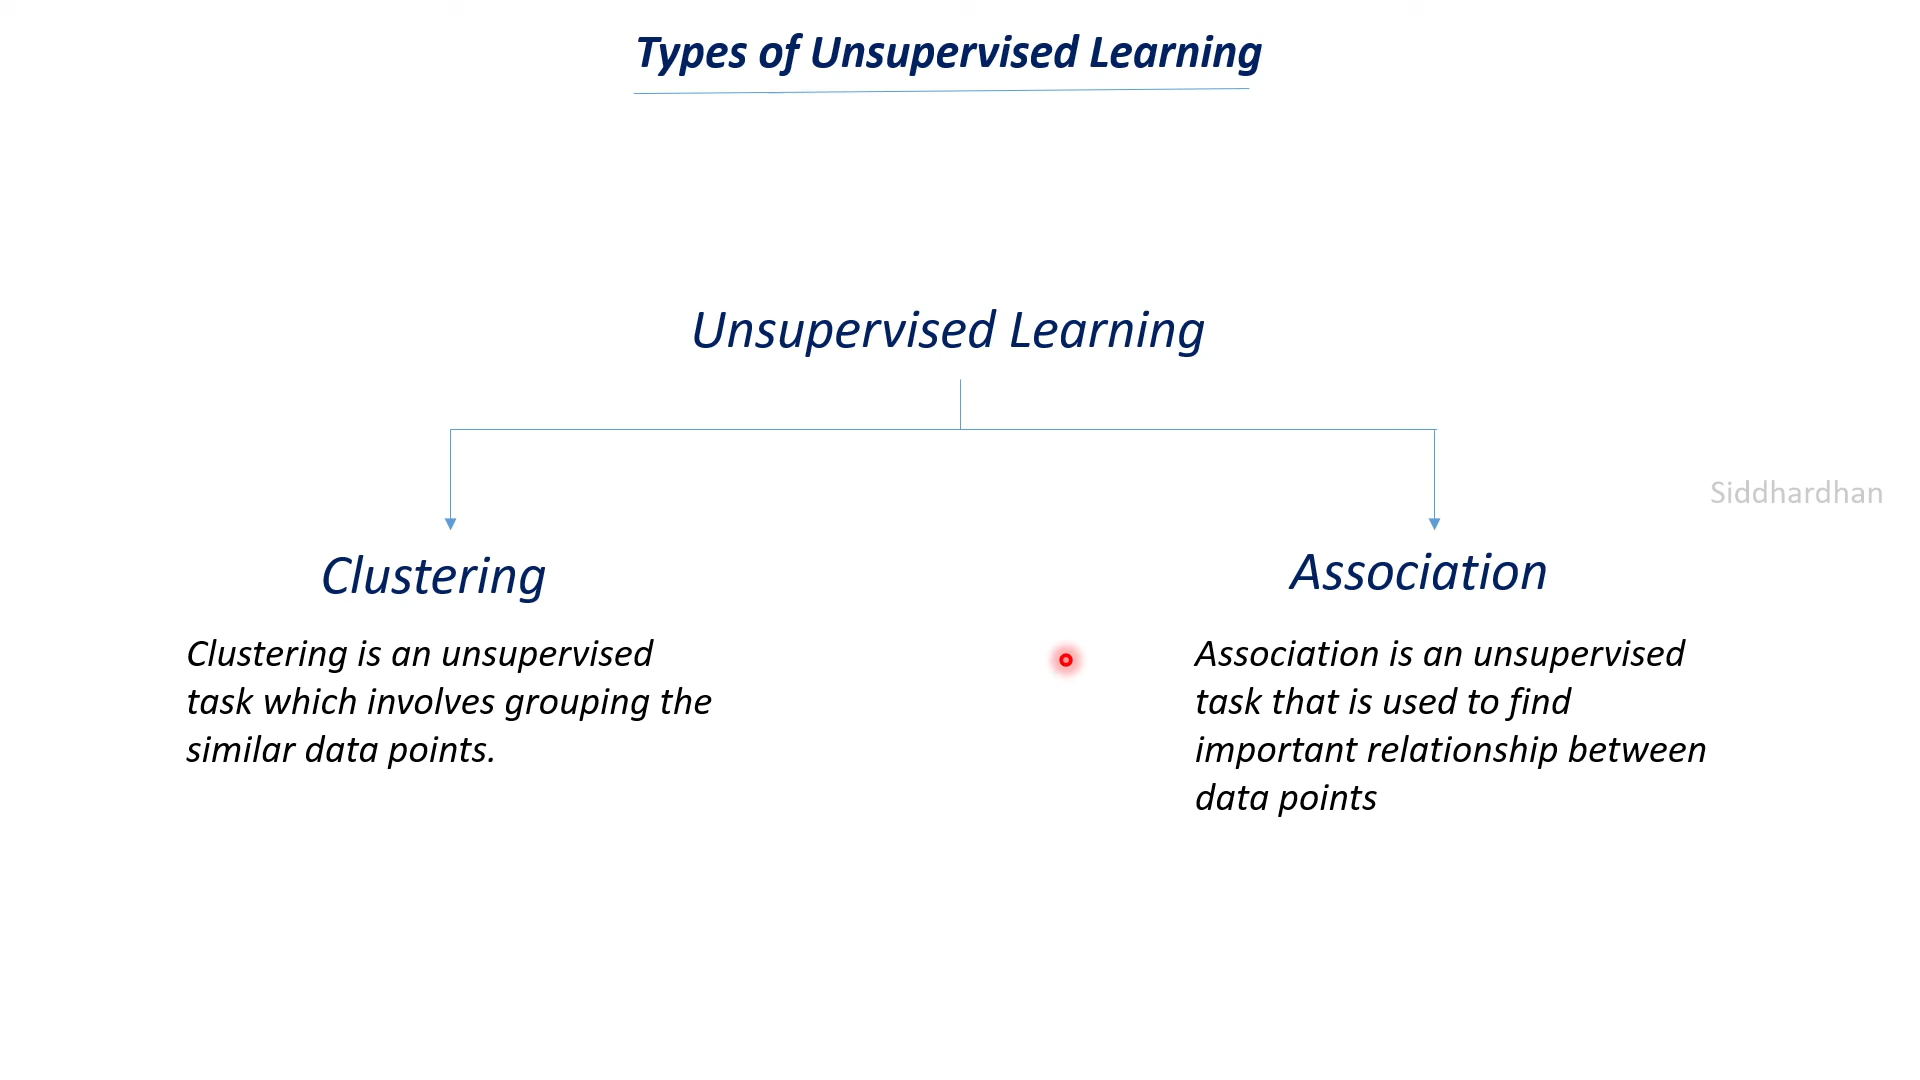 Types of Unsupervised Learning
Unsupervised Learning
Siddhardhan
Clustering
Clustering is an unsupervised
task which involves grouping the
similar data points.
Association
Association is an unsupervised
task that is used to find
important relationship between
data points